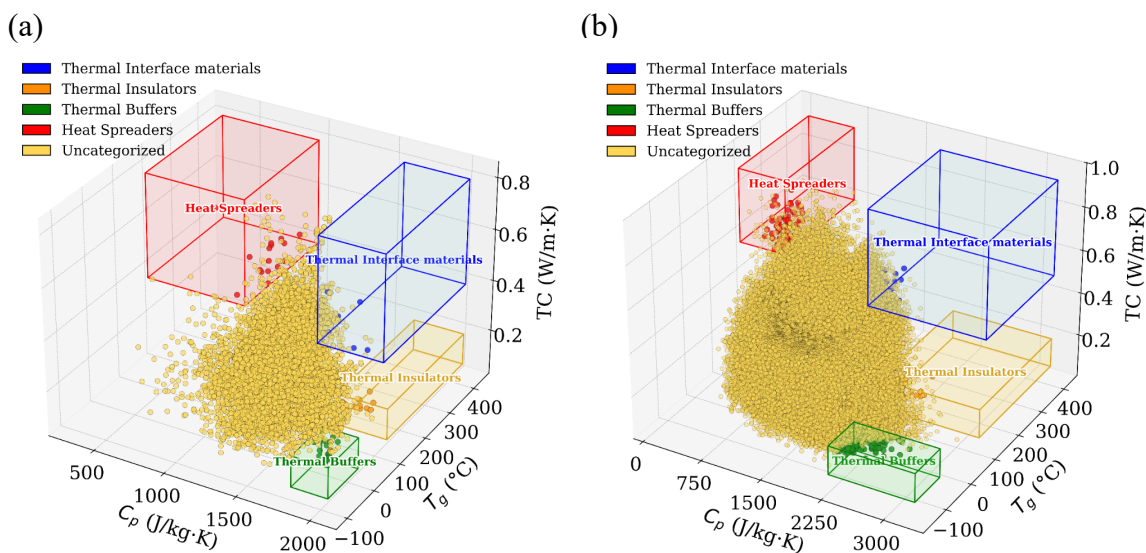 (a)
Thermal Interface materials
Thermal Insulators
Thermal Buffers
Heat Spreaders
Uncategorized
Heat Spreaders
Thermal Interface materials
Thermal Insulators
Thermal Buffers
0.8
0.6
0.4
0.2
TC (W/m·K)
500
1000
1500
2000
C_p (J/kg·K)
−100
0
100
200
300
400
T_g (°C)
(b)
Thermal Interface materials
Thermal Insulators
Thermal Buffers
Heat Spreaders
Uncategorized
Heat Spreaders
Thermal Interface materials
Thermal Insulators
Thermal Buffers
1.0
0.8
0.6
0.4
0.2
TC (W/m·K)
0
750
1500
2250
3000
C_p (J/kg·K)
−100
0
100
200
300
400
T_g (°C)